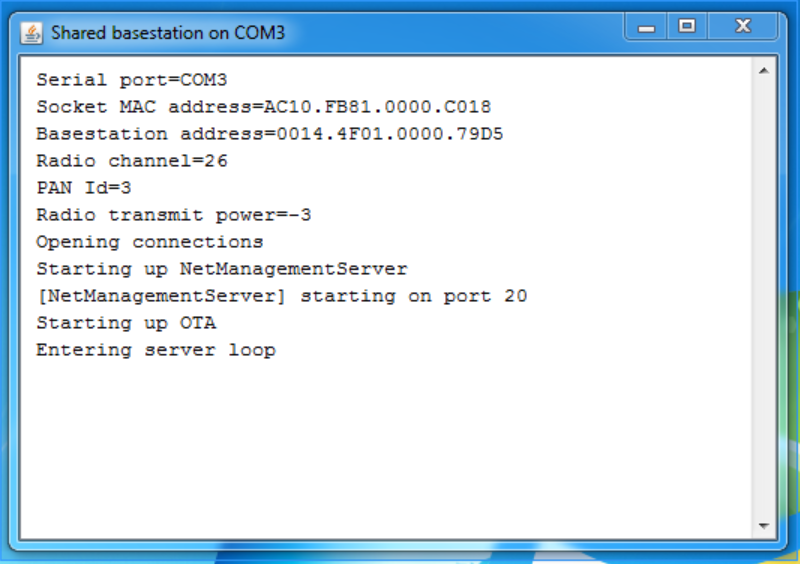 Shared basestation on COM3
Serial port=COM3
Socket MAC address=AC10.FB81.0000.C018
Basestation address=0014.4F01.0000.79D5
Radio channel=26
PAN Id=3
Radio transmit power=-3
Opening connections
Starting up NetManagementServer
[NetManagementServer] starting on port 20
Starting up OTA
Entering server loop